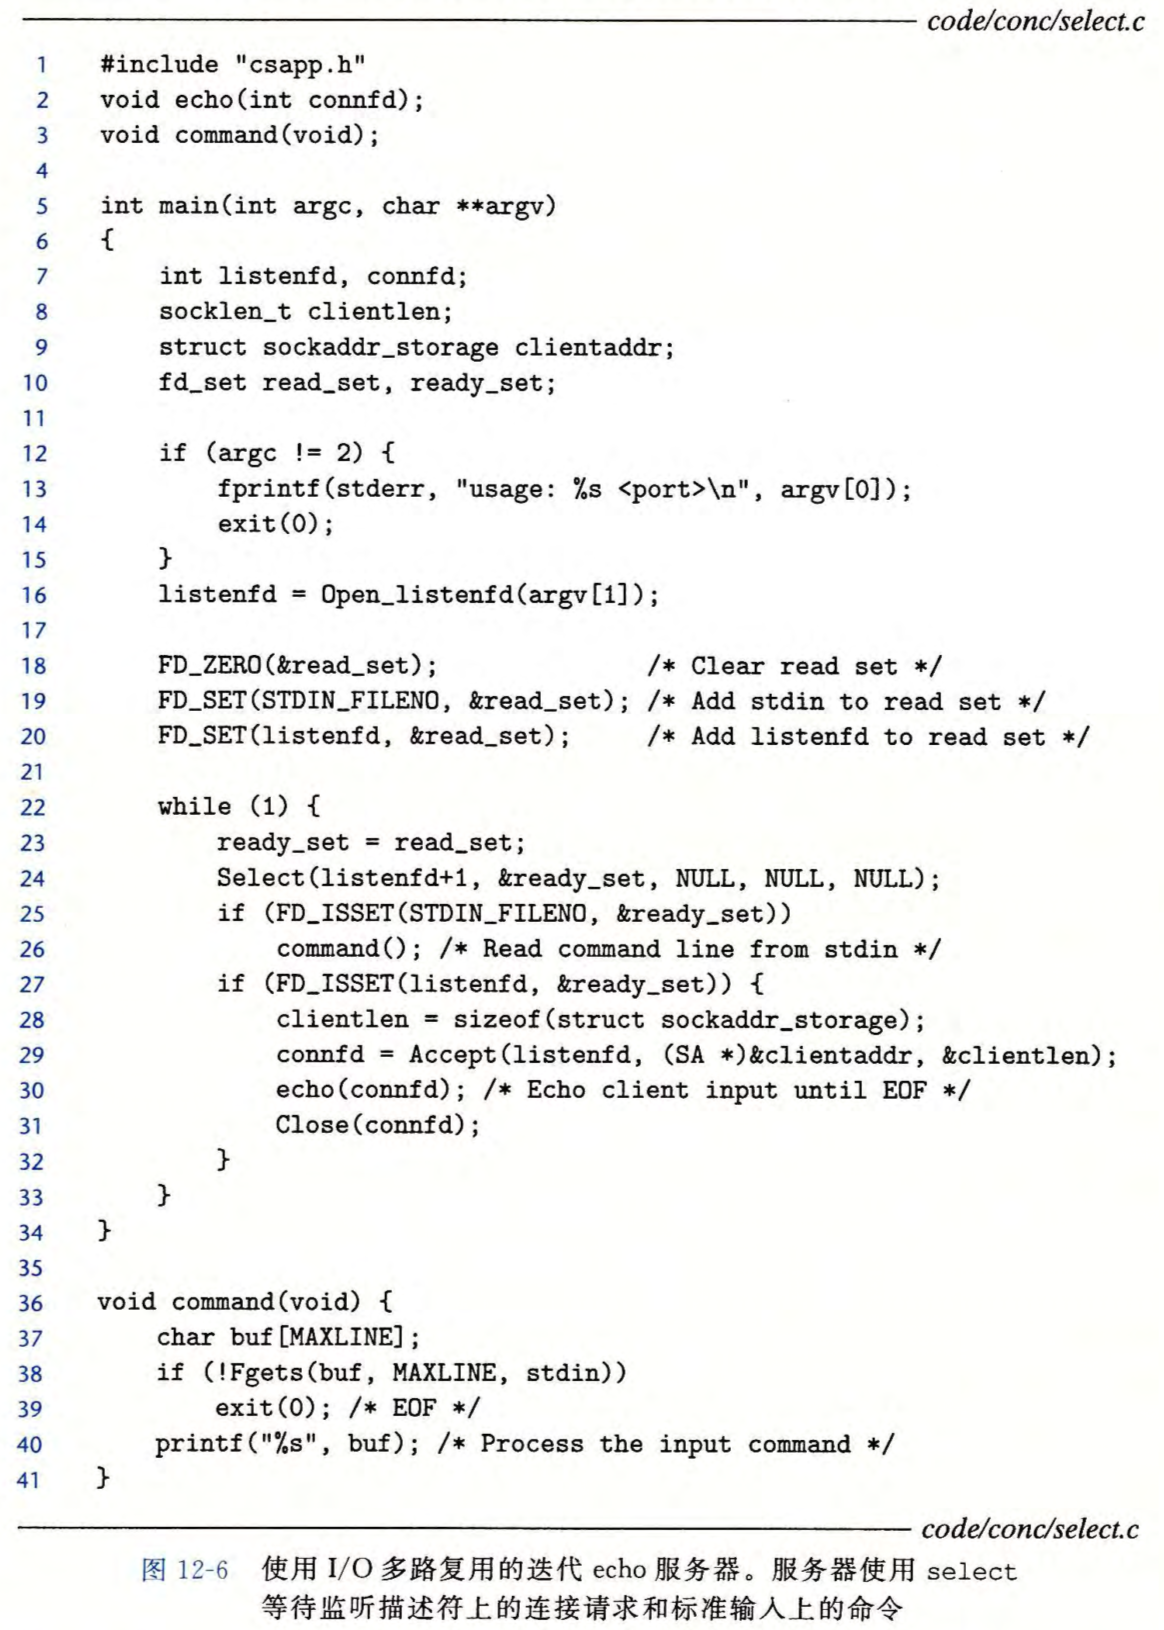 code/conc/select.c
1 #include "csapp.h"
2 void echo(int connfd);
3 void command(void);
4
5 int main(int argc, char **argv)
6 {
7     int listenfd, connfd;
8     socklen_t clientlen;
9     struct sockaddr_storage clientaddr;
10     fd_set read_set, ready_set;
11
12     if (argc != 2) {
13         fprintf(stderr, "usage: %s <port>\n", argv[0]);
14         exit(0);
15     }
16     listenfd = Open_listenfd(argv[1]);
17
18     FD_ZERO(&read_set);              /* Clear read set */
19     FD_SET(STDIN_FILENO, &read_set); /* Add stdin to read set */
20     FD_SET(listenfd, &read_set);     /* Add listenfd to read set */
21
22     while (1) {
23         ready_set = read_set;
24         Select(listenfd+1, &ready_set, NULL, NULL, NULL);
25         if (FD_ISSET(STDIN_FILENO, &ready_set))
26             command(); /* Read command line from stdin */
27         if (FD_ISSET(listenfd, &ready_set)) {
28             clientlen = sizeof(struct sockaddr_storage);
29             connfd = Accept(listenfd, (SA *)&clientaddr, &clientlen);
30             echo(connfd); /* Echo client input until EOF */
31             Close(connfd);
32         }
33     }
34 }
35
36 void command(void) {
37     char buf[MAXLINE];
38     if (!Fgets(buf, MAXLINE, stdin))
39         exit(0); /* EOF */
40     printf("%s", buf); /* Process the input command */
41 }
code/conc/select.c
图 12-6 使用 I/O 多路复用的迭代 echo 服务器。服务器使用 select
等待监听描述符上的连接请求和标准输入上的命令